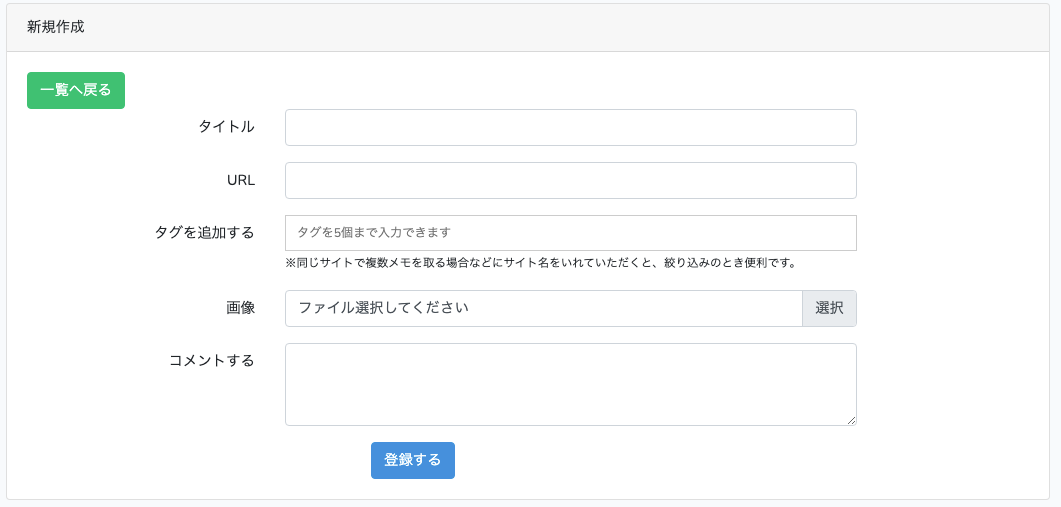 新規作成
一覧へ戻る
タイトル
URL
タグを追加する
タグを5個まで入力できます
※同じサイトで複数メモを取る場合などにサイト名をいれていただくと、絞り込みのとき便利です。
画像
ファイル選択してください
選択
コメントする
登録する